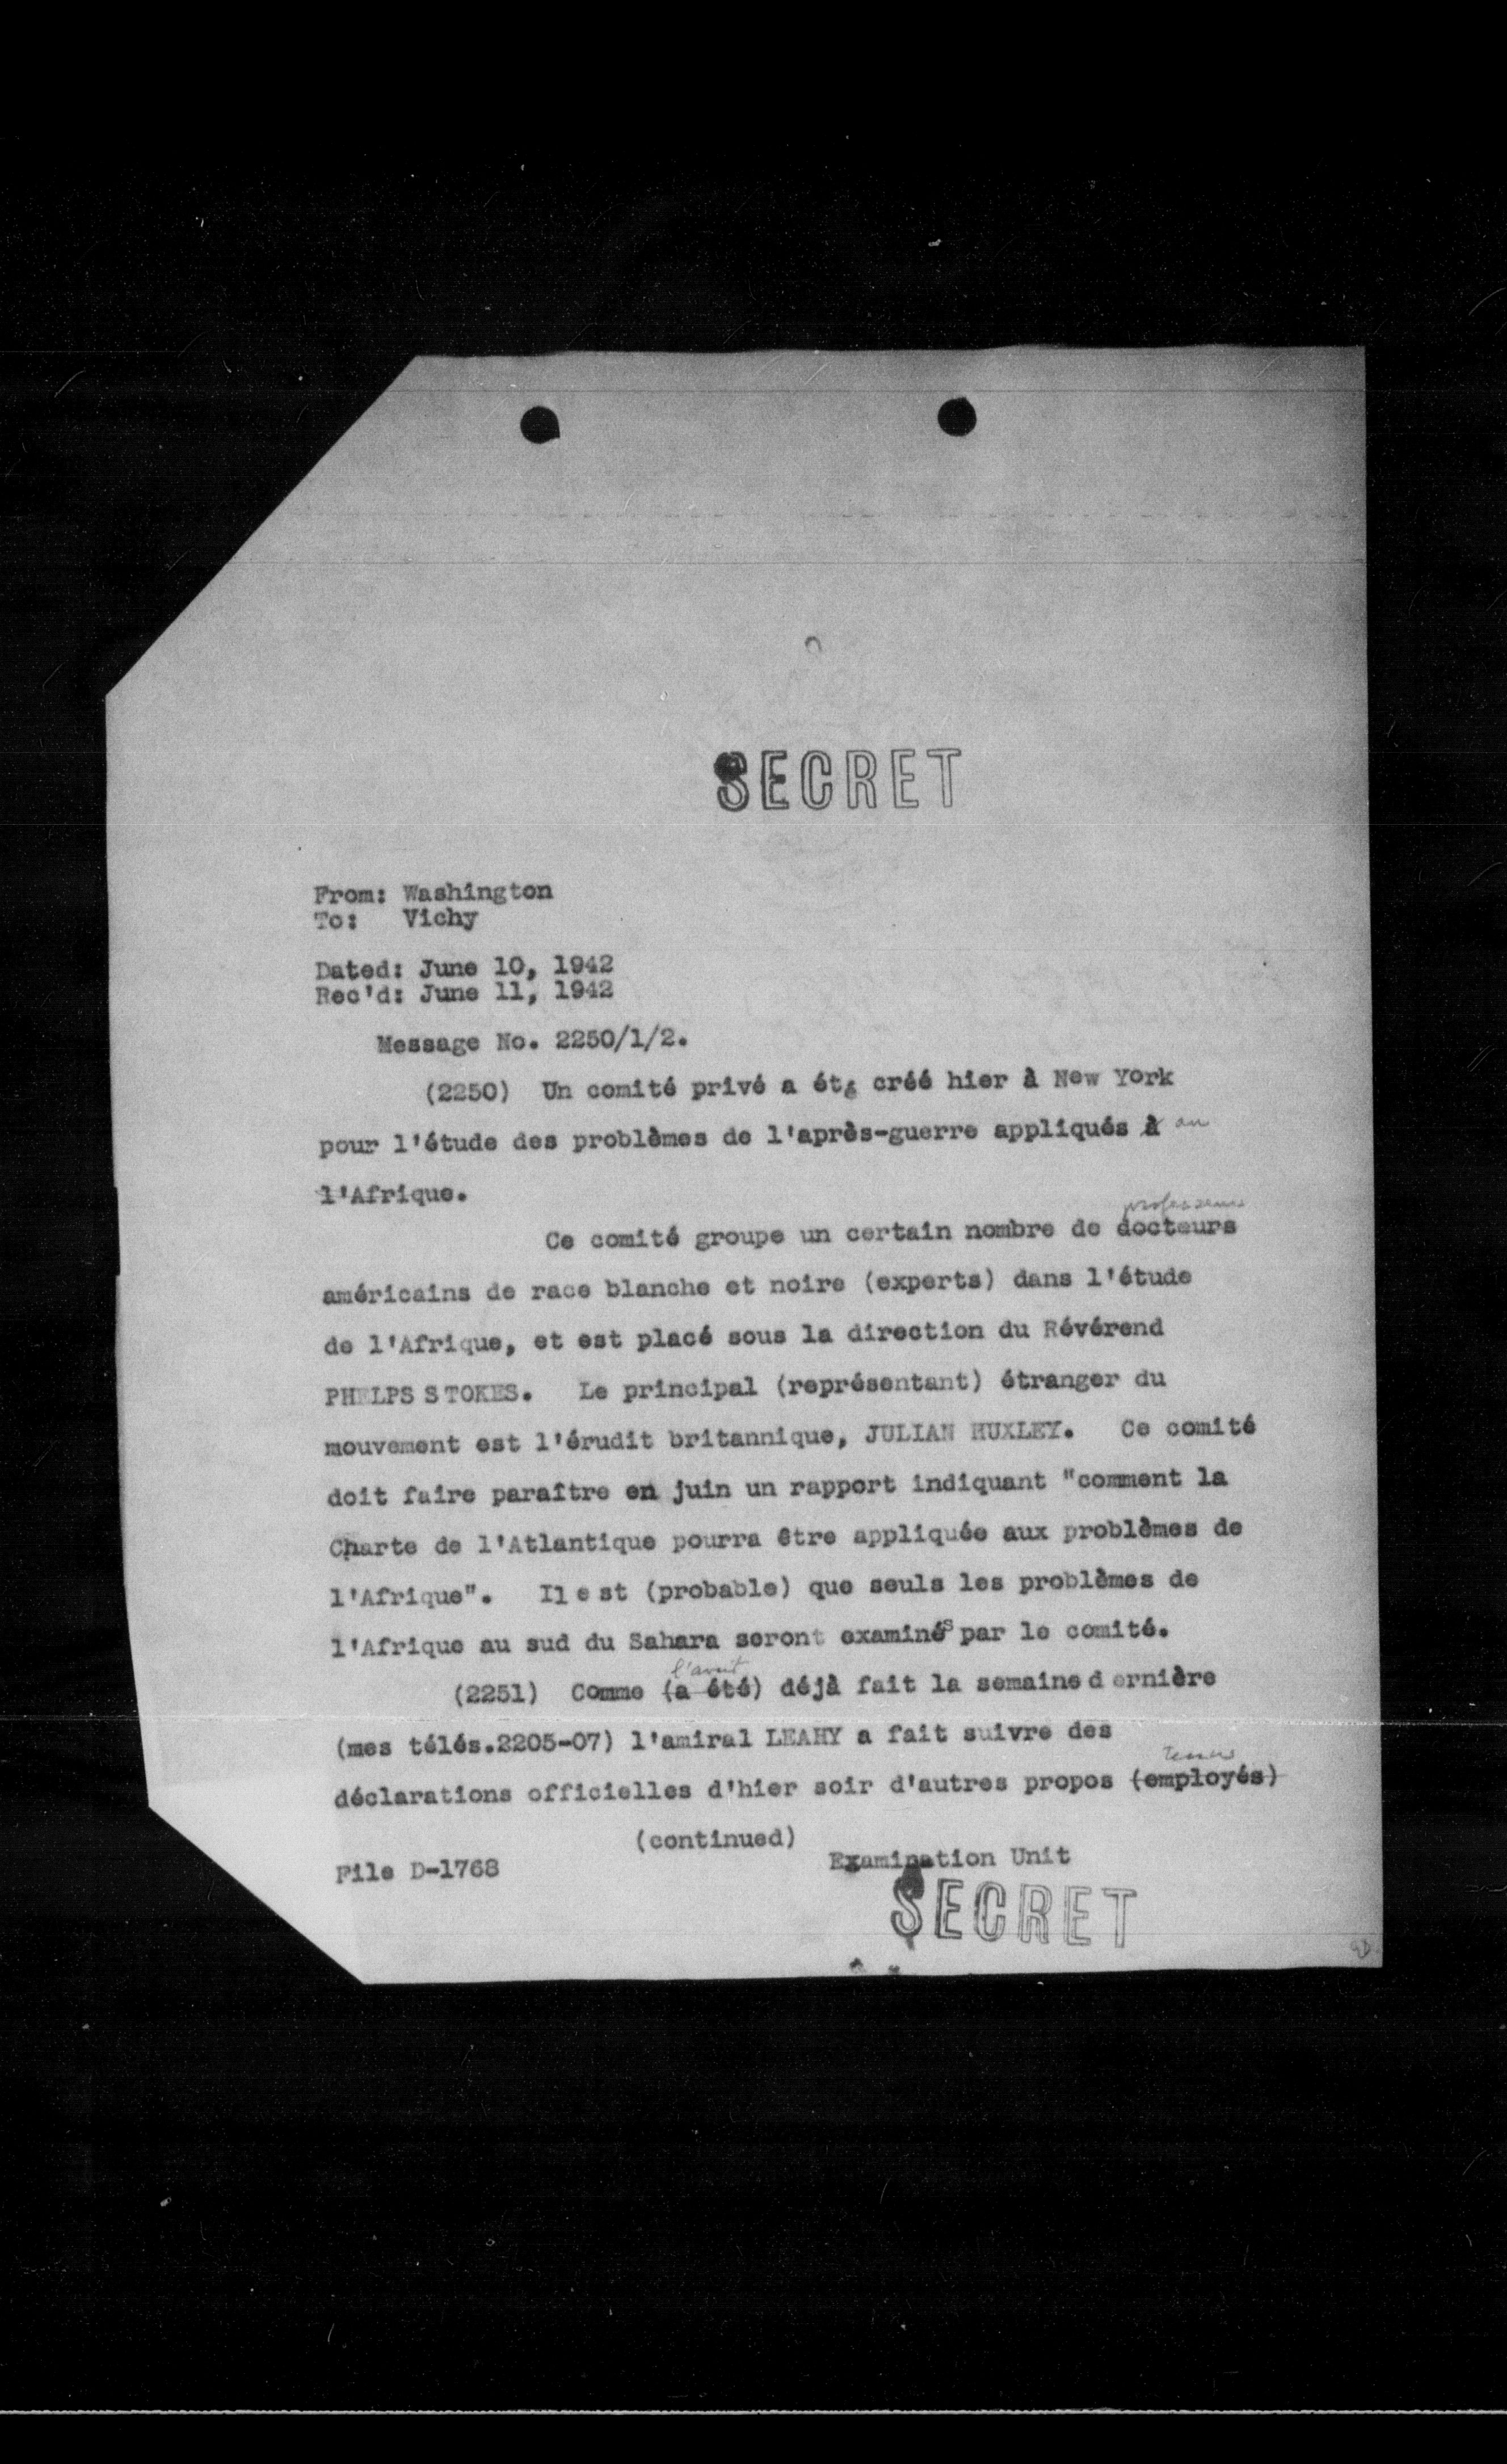 SECRET
From: Washington
To: Vichy
Dated: June 10, 1942
Rec'd: June 11, 1942
Message No. 2250/1/2.
(2250) Un comité privé a été créé hier à New York
pour l'étude des problèmes de l'après-guerre appliqués à au
l'Afrique.
professeurs
Ce comité groupe un certain nombre de docteurs
américains de race blanche et noire (experts) dans l'étude
de l'Afrique, et est placé sous la direction du Révérend
PHELPS STOKES. Le principal (représentant) étranger du
mouvement est l'érudit britannique, JULIAN HUXLEY. Ce comité
doit faire paraître en juin un rapport indiquant "comment la
Charte de l'Atlantique pourra être appliquée aux problèmes de
l'Afrique". Il est (probable) que seuls les problèmes de
l'Afrique au sud du Sahara seront examinés par le comité.
l'avait
(2251) Comme (a été) déjà fait la semaine dernière
(mes télés.2205-07) l'amiral LEAHY a fait suivre des
tenus
déclarations officielles d'hier soir d'autres propos (employés)
(continued)
File D-1768
Examination Unit
SECRET